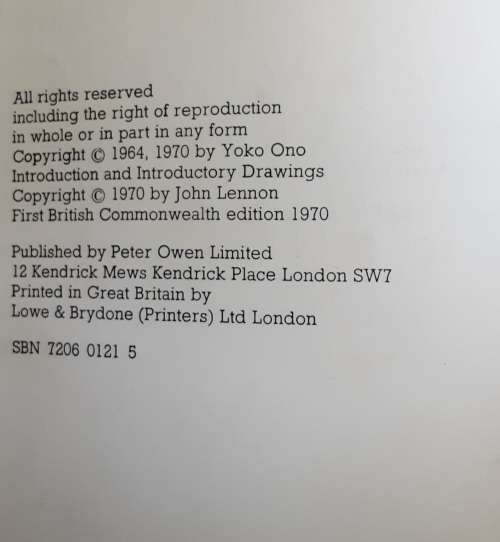 All rights reserved
including the right of reproduction
in whole or in part in any form
Copyright © 1964, 1970 by Yoko Ono
Introduction and Introductory Drawings
Copyright © 1970 by John Lennon
First British Commonwealth edition 1970
Published by Peter Owen Limited
12 Kendrick Mews Kendrick Place London SW7
Printed in Great Britain by
Lowe & Brydone (Printers) Ltd London
SBN 7206 0121 5